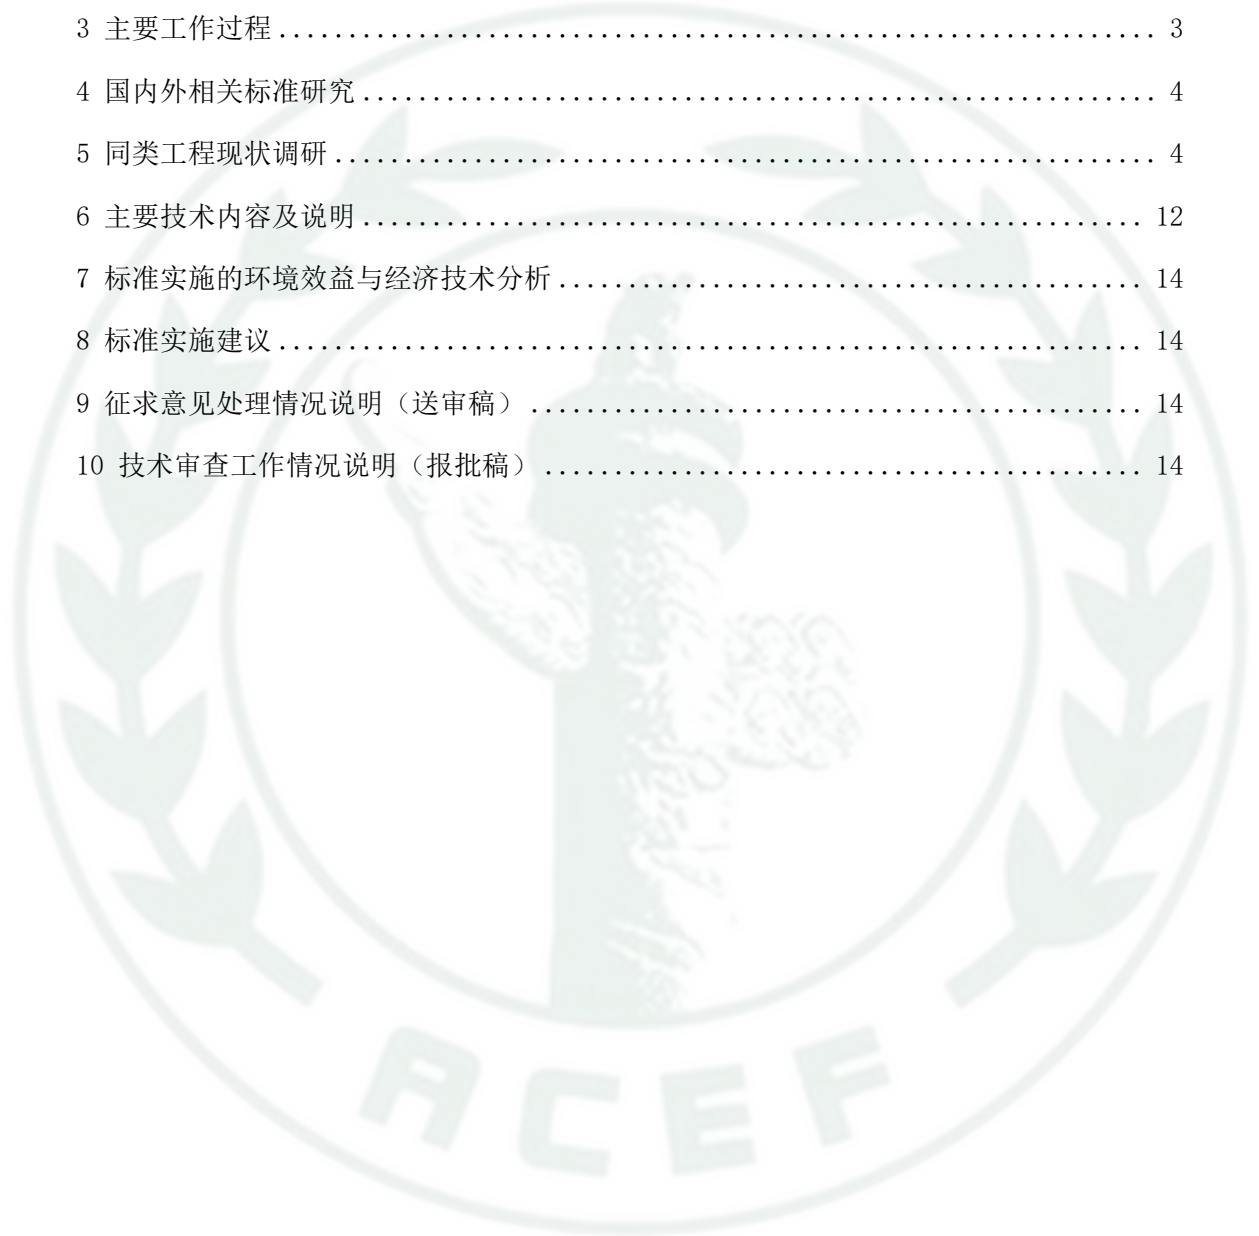 3 主要工作过程 ............................................................... 3
4 国内外相关标准研究 ......................................................... 4
5 同类工程现状调研 ........................................................... 4
6 主要技术内容及说明 ........................................................ 12
7 标准实施的环境效益与经济技术分析 .......................................... 14
8 标准实施建议 .............................................................. 14
9 征求意见处理情况说明（送审稿） ............................................ 14
10 技术审查工作情况说明（报批稿） ........................................... 14
ACEF